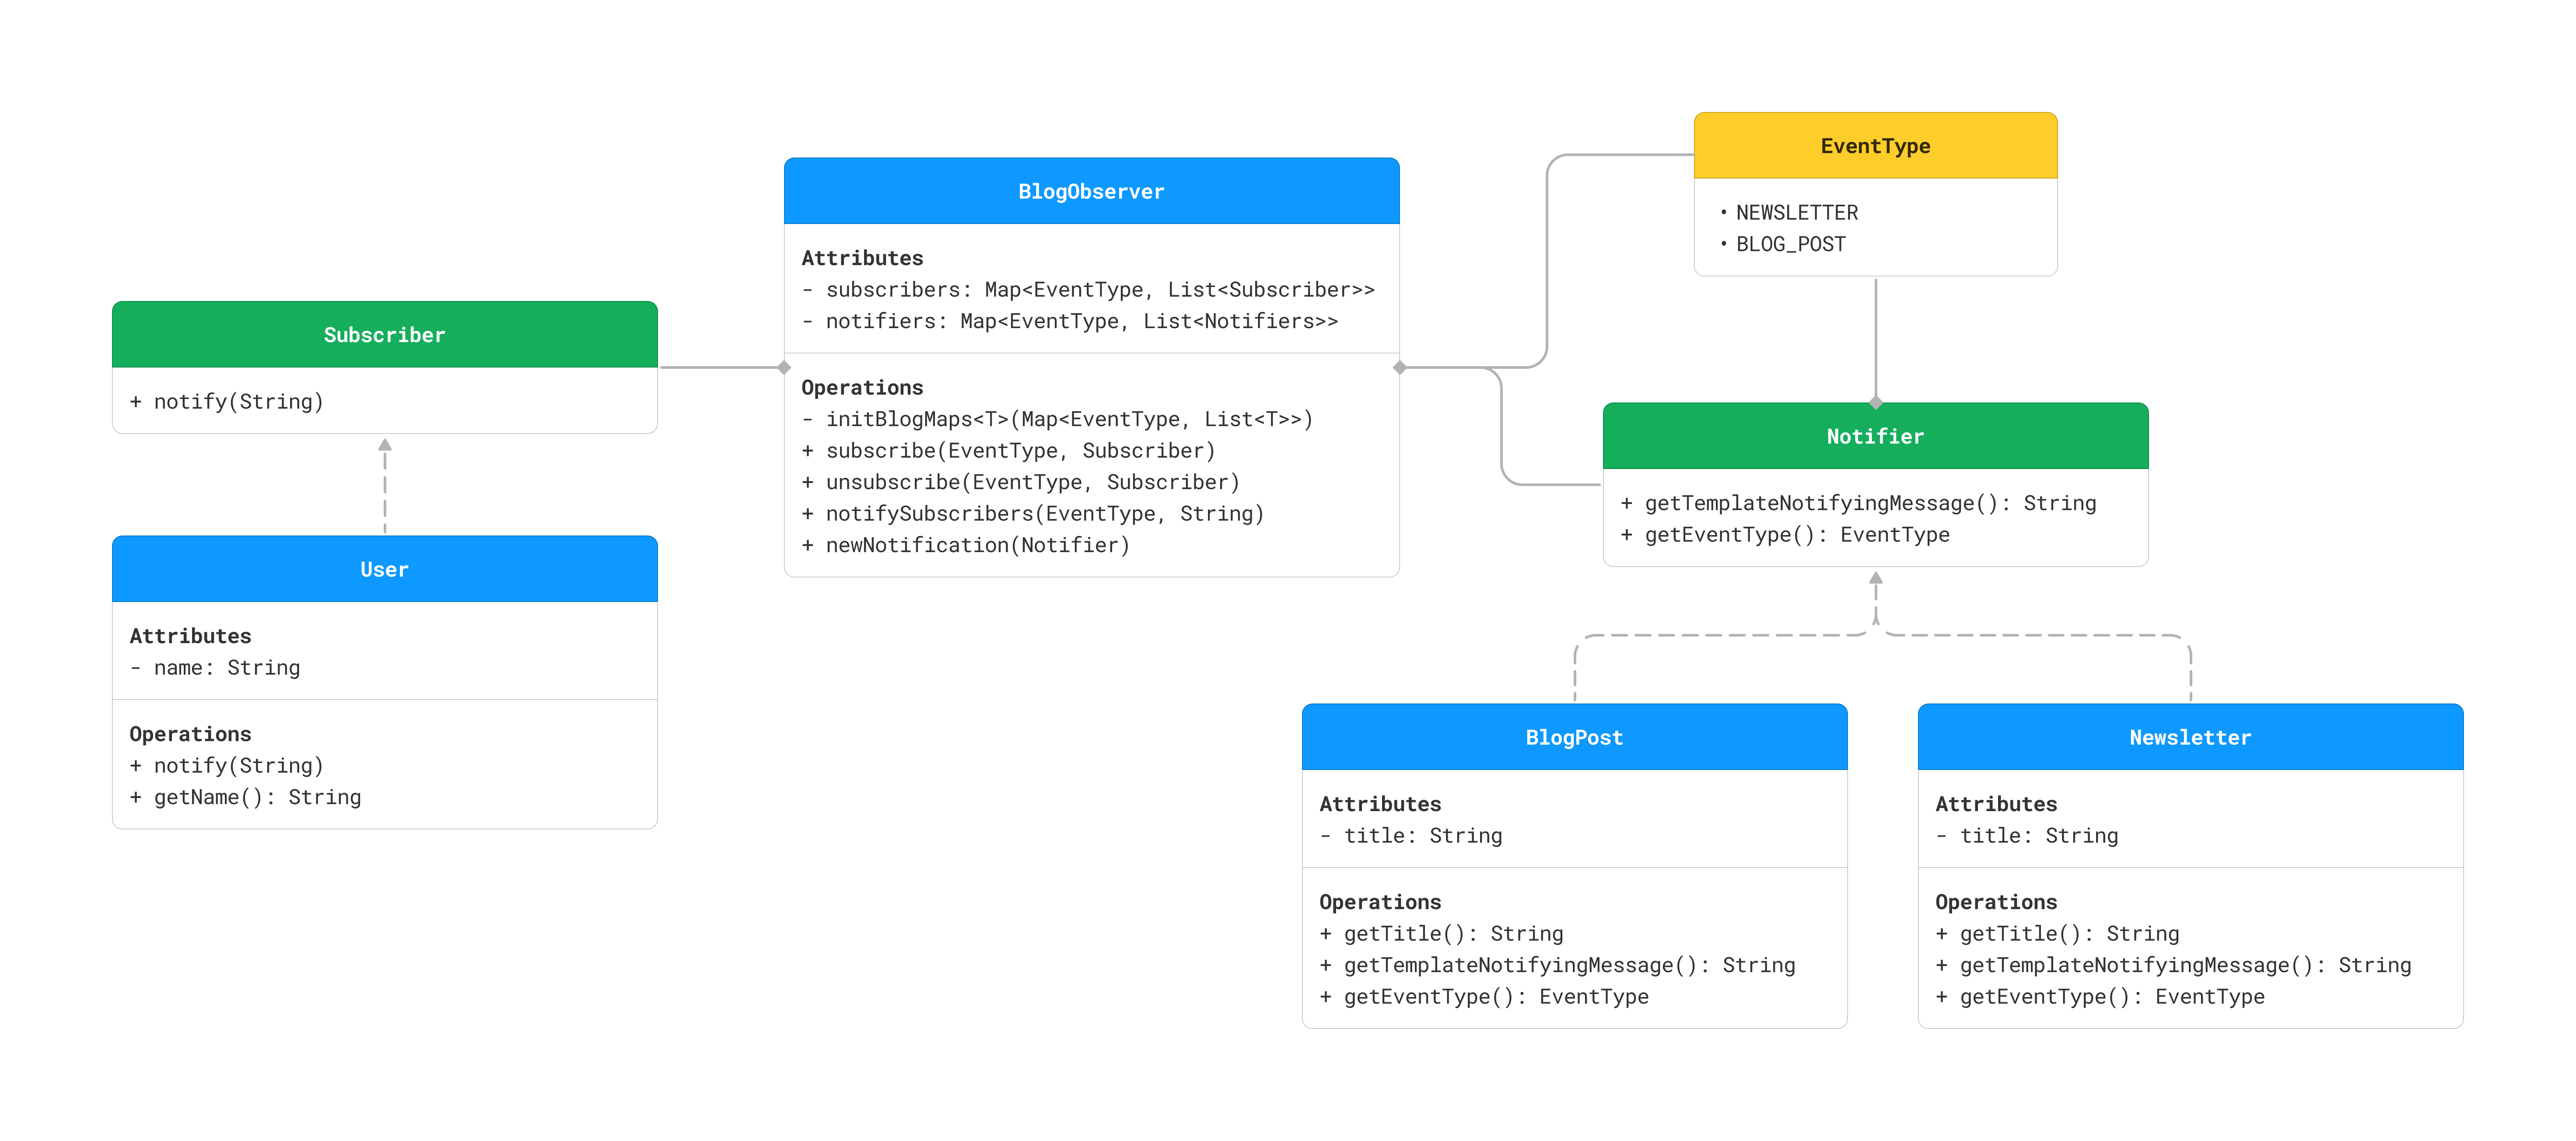 Subscriber
+ notify(String)
User
Attributes
- name: String
Operations
+ notify(String)
+ getName(): String
BlogObserver
Attributes
- subscribers: Map<EventType, List<Subscriber>>
- notifiers: Map<EventType, List<Notifiers>>
Operations
- initBlogMaps<T>(Map<EventType, List<T>>)
+ subscribe(EventType, Subscriber)
+ unsubscribe(EventType, Subscriber)
+ notifySubscribers(EventType, String)
+ newNotification(Notifier)
EventType
• NEWSLETTER
• BLOG_POST
Notifier
+ getTemplateNotifyingMessage(): String
+ getEventType(): EventType
BlogPost
Attributes
- title: String
Operations
+ getTitle(): String
+ getTemplateNotifyingMessage(): String
+ getEventType(): EventType
Newsletter
Attributes
- title: String
Operations
+ getTitle(): String
+ getTemplateNotifyingMessage(): String
+ getEventType(): EventType